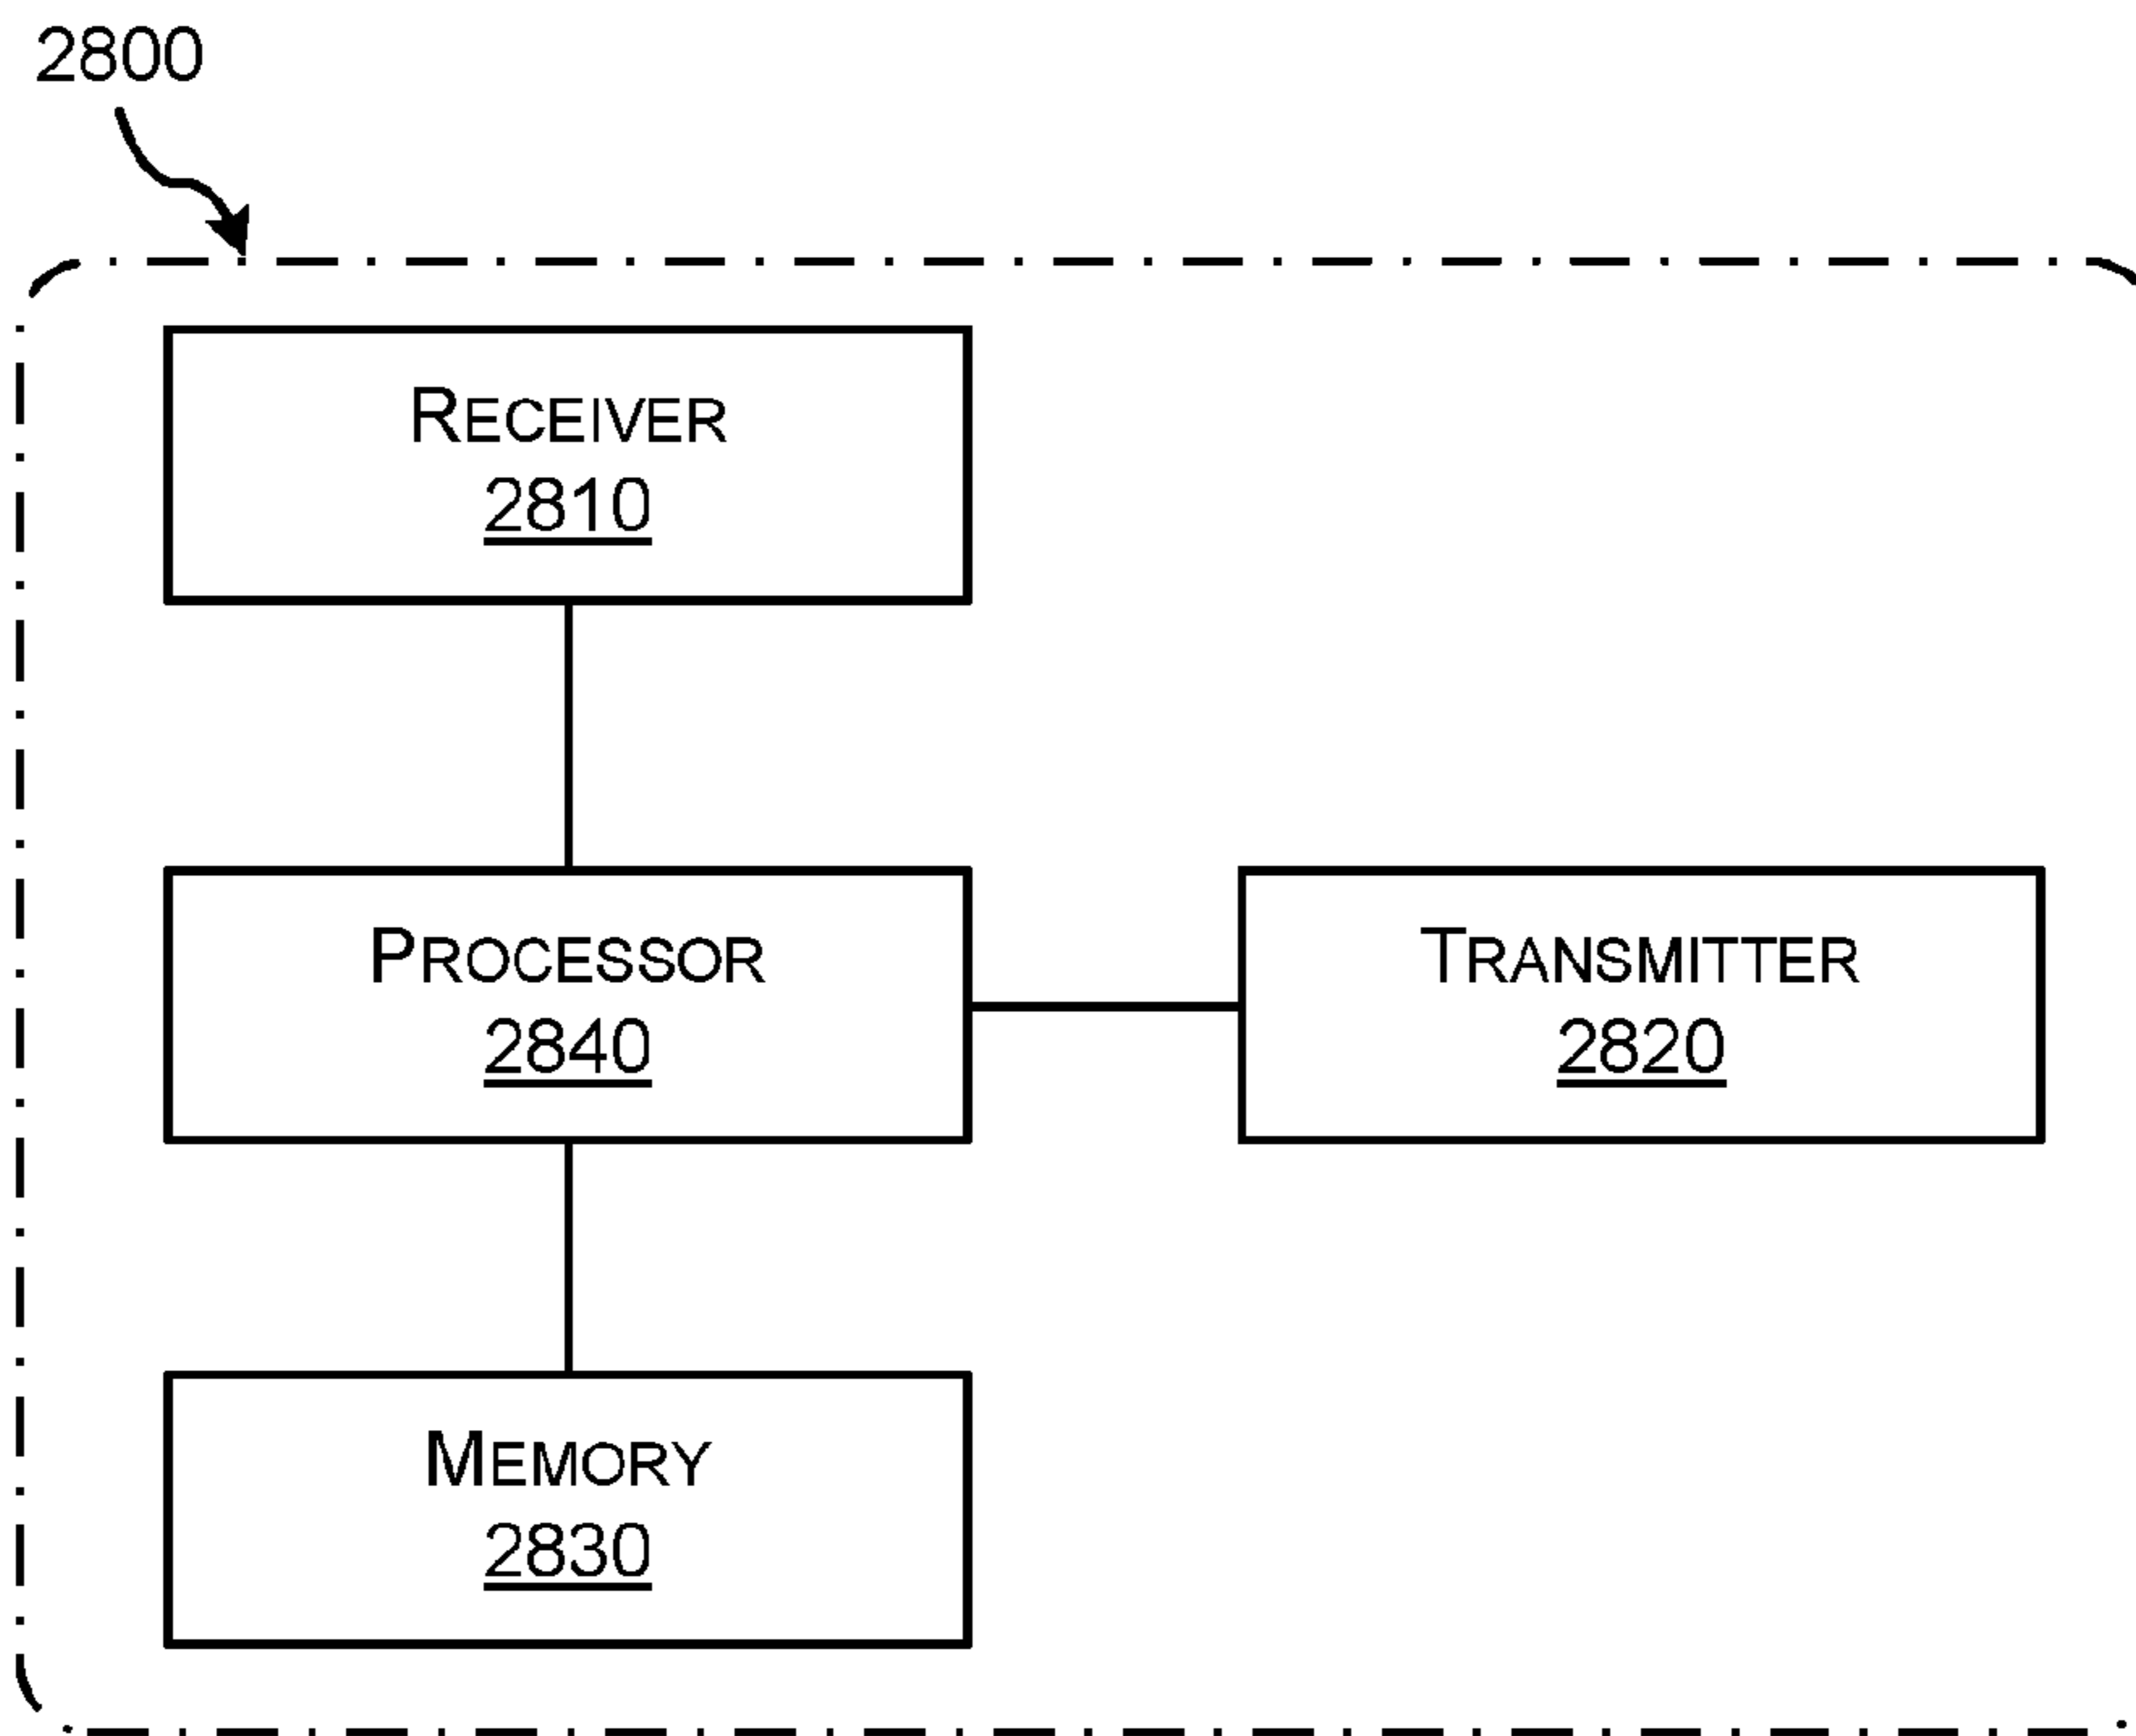 2800
RECEIVER
2810
PROCESSOR
2840
TRANSMITTER
2820
MEMORY
2830